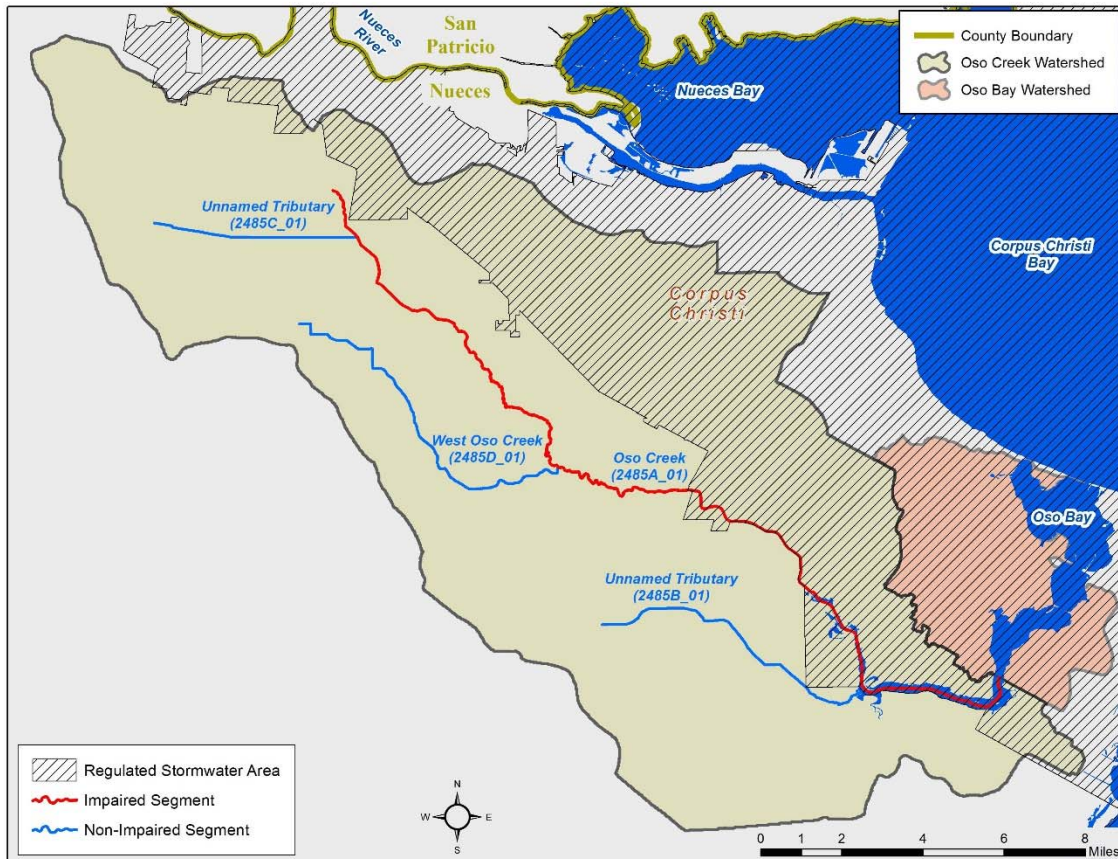 Nueces
River
San
Patricio
Nueces
Nueces Bay
County Boundary
Oso Creek Watershed
Oso Bay Watershed
Unnamed Tributary
(2485C_01)
Corpus Christi
Bay
Corpus
Christi
West Oso Creek
(2485D_01)
Oso Creek
(2485A_01)
Oso Bay
Unnamed Tributary
(2485B_01)
Regulated Stormwater Area
Impaired Segment
Non-Impaired Segment
N
W E
S
0 2 4 6 8
Miles